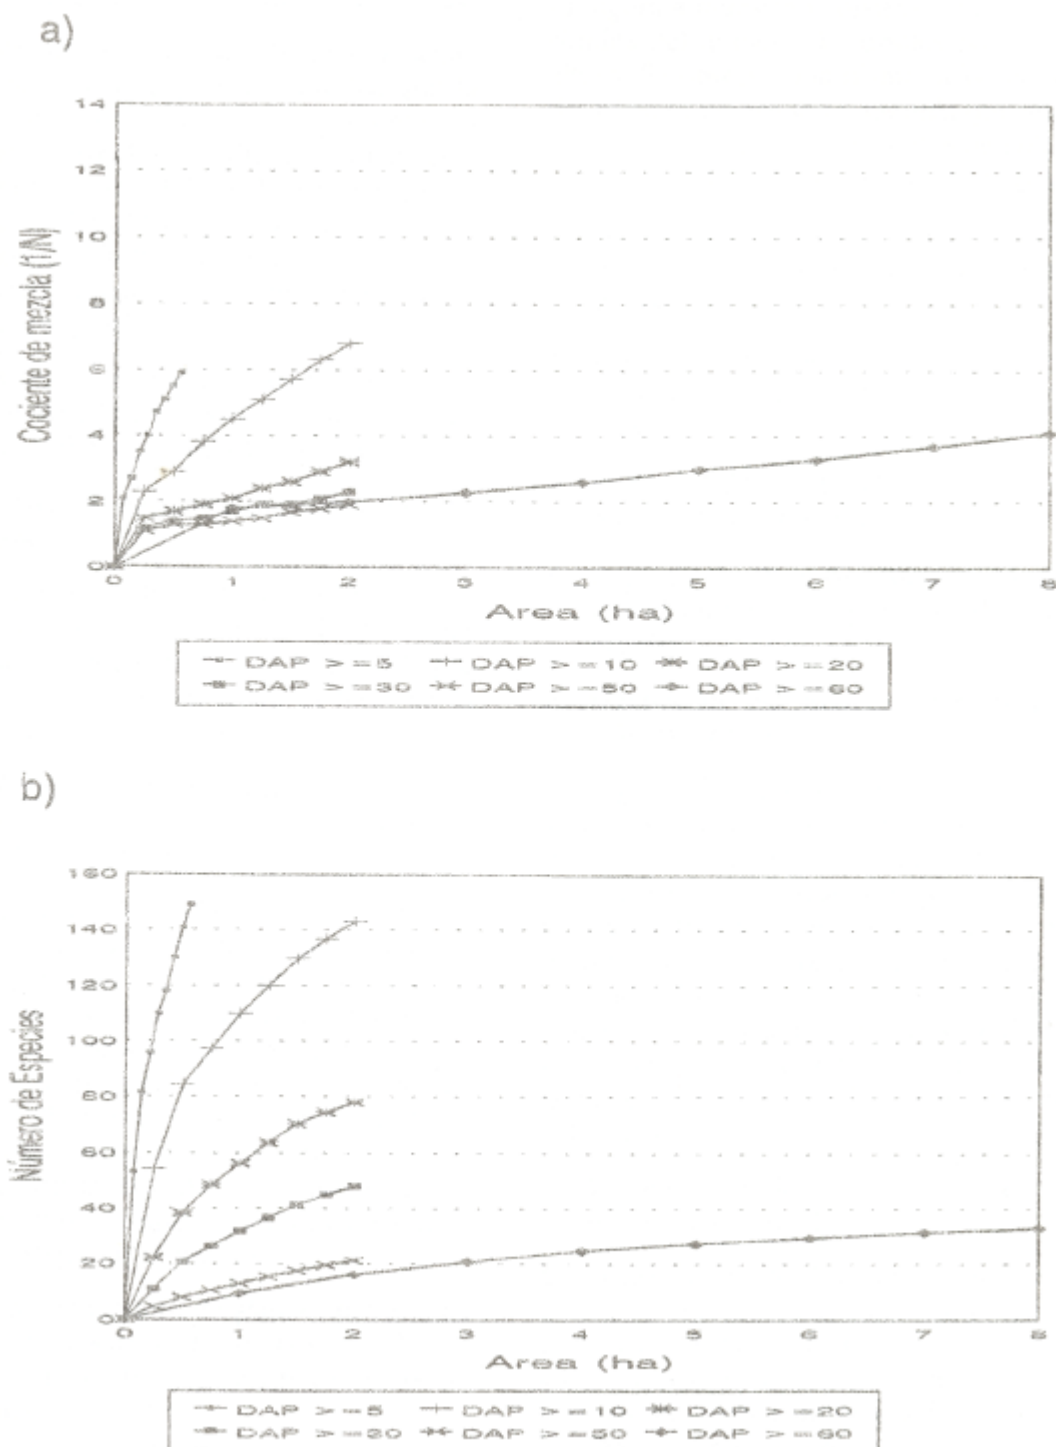 a)
14
12
10
8
6
4
2
0
Cociente de mezcla (1/N)
0 1 2 3 4 5 6 7 8
Area (ha)
DAP >=5 DAP >=10 DAP >=20
DAP >=30 DAP >=50 DAP >=60
b)
160
140
120
100
80
60
40
20
0
Número de Especies
0 1 2 3 4 5 6 7 8
Area (ha)
DAP >=5 DAP >=10 DAP >=20
DAP >=20 DAP >=50 DAP >=60